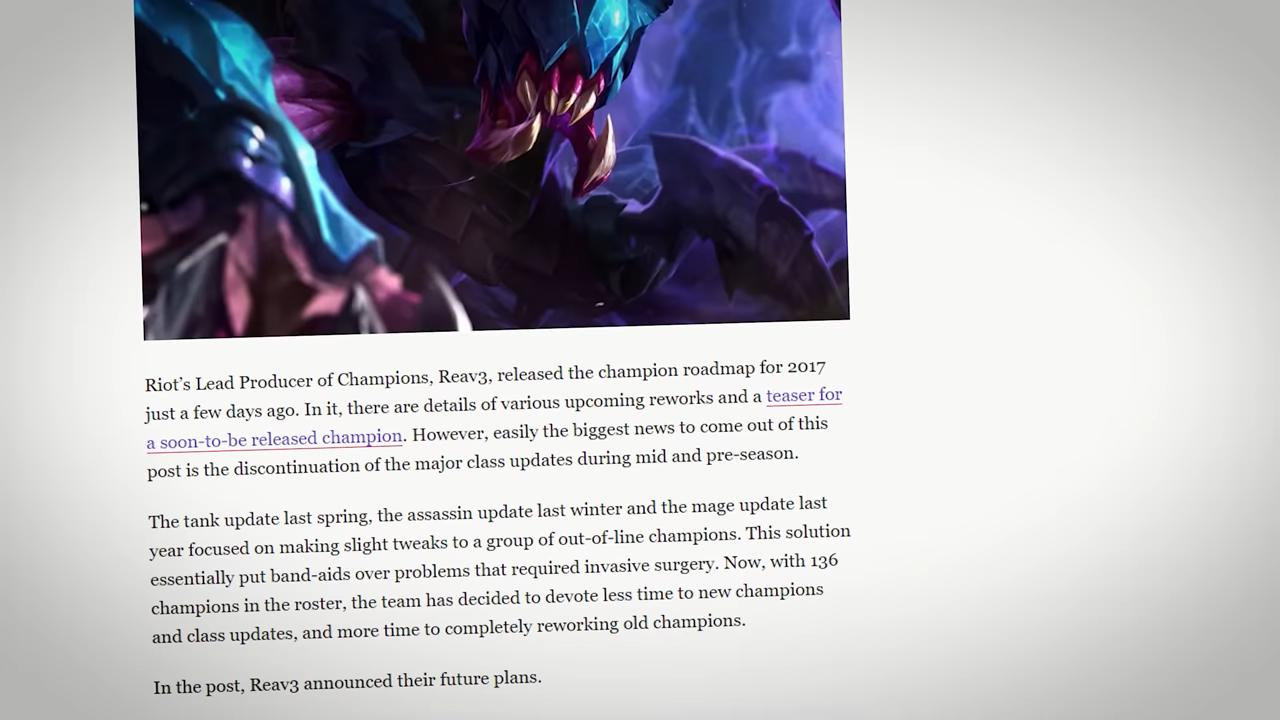 Riot’s Lead Producer of Champions, Reav3, released the champion roadmap for 2017
just a few days ago. In it, there are details of various upcoming reworks and a teaser for
a soon-to-be released champion. However, easily the biggest news to come out of this
post is the discontinuation of the major class updates during mid and pre-season.
The tank update last spring, the assassin update last winter and the mage update last
year focused on making slight tweaks to a group of out-of-line champions. This solution
essentially put band-aids over problems that required invasive surgery. Now, with 136
champions in the roster, the team has decided to devote less time to new champions
and class updates, and more time to completely reworking old champions.
In the post, Reav3 announced their future plans.